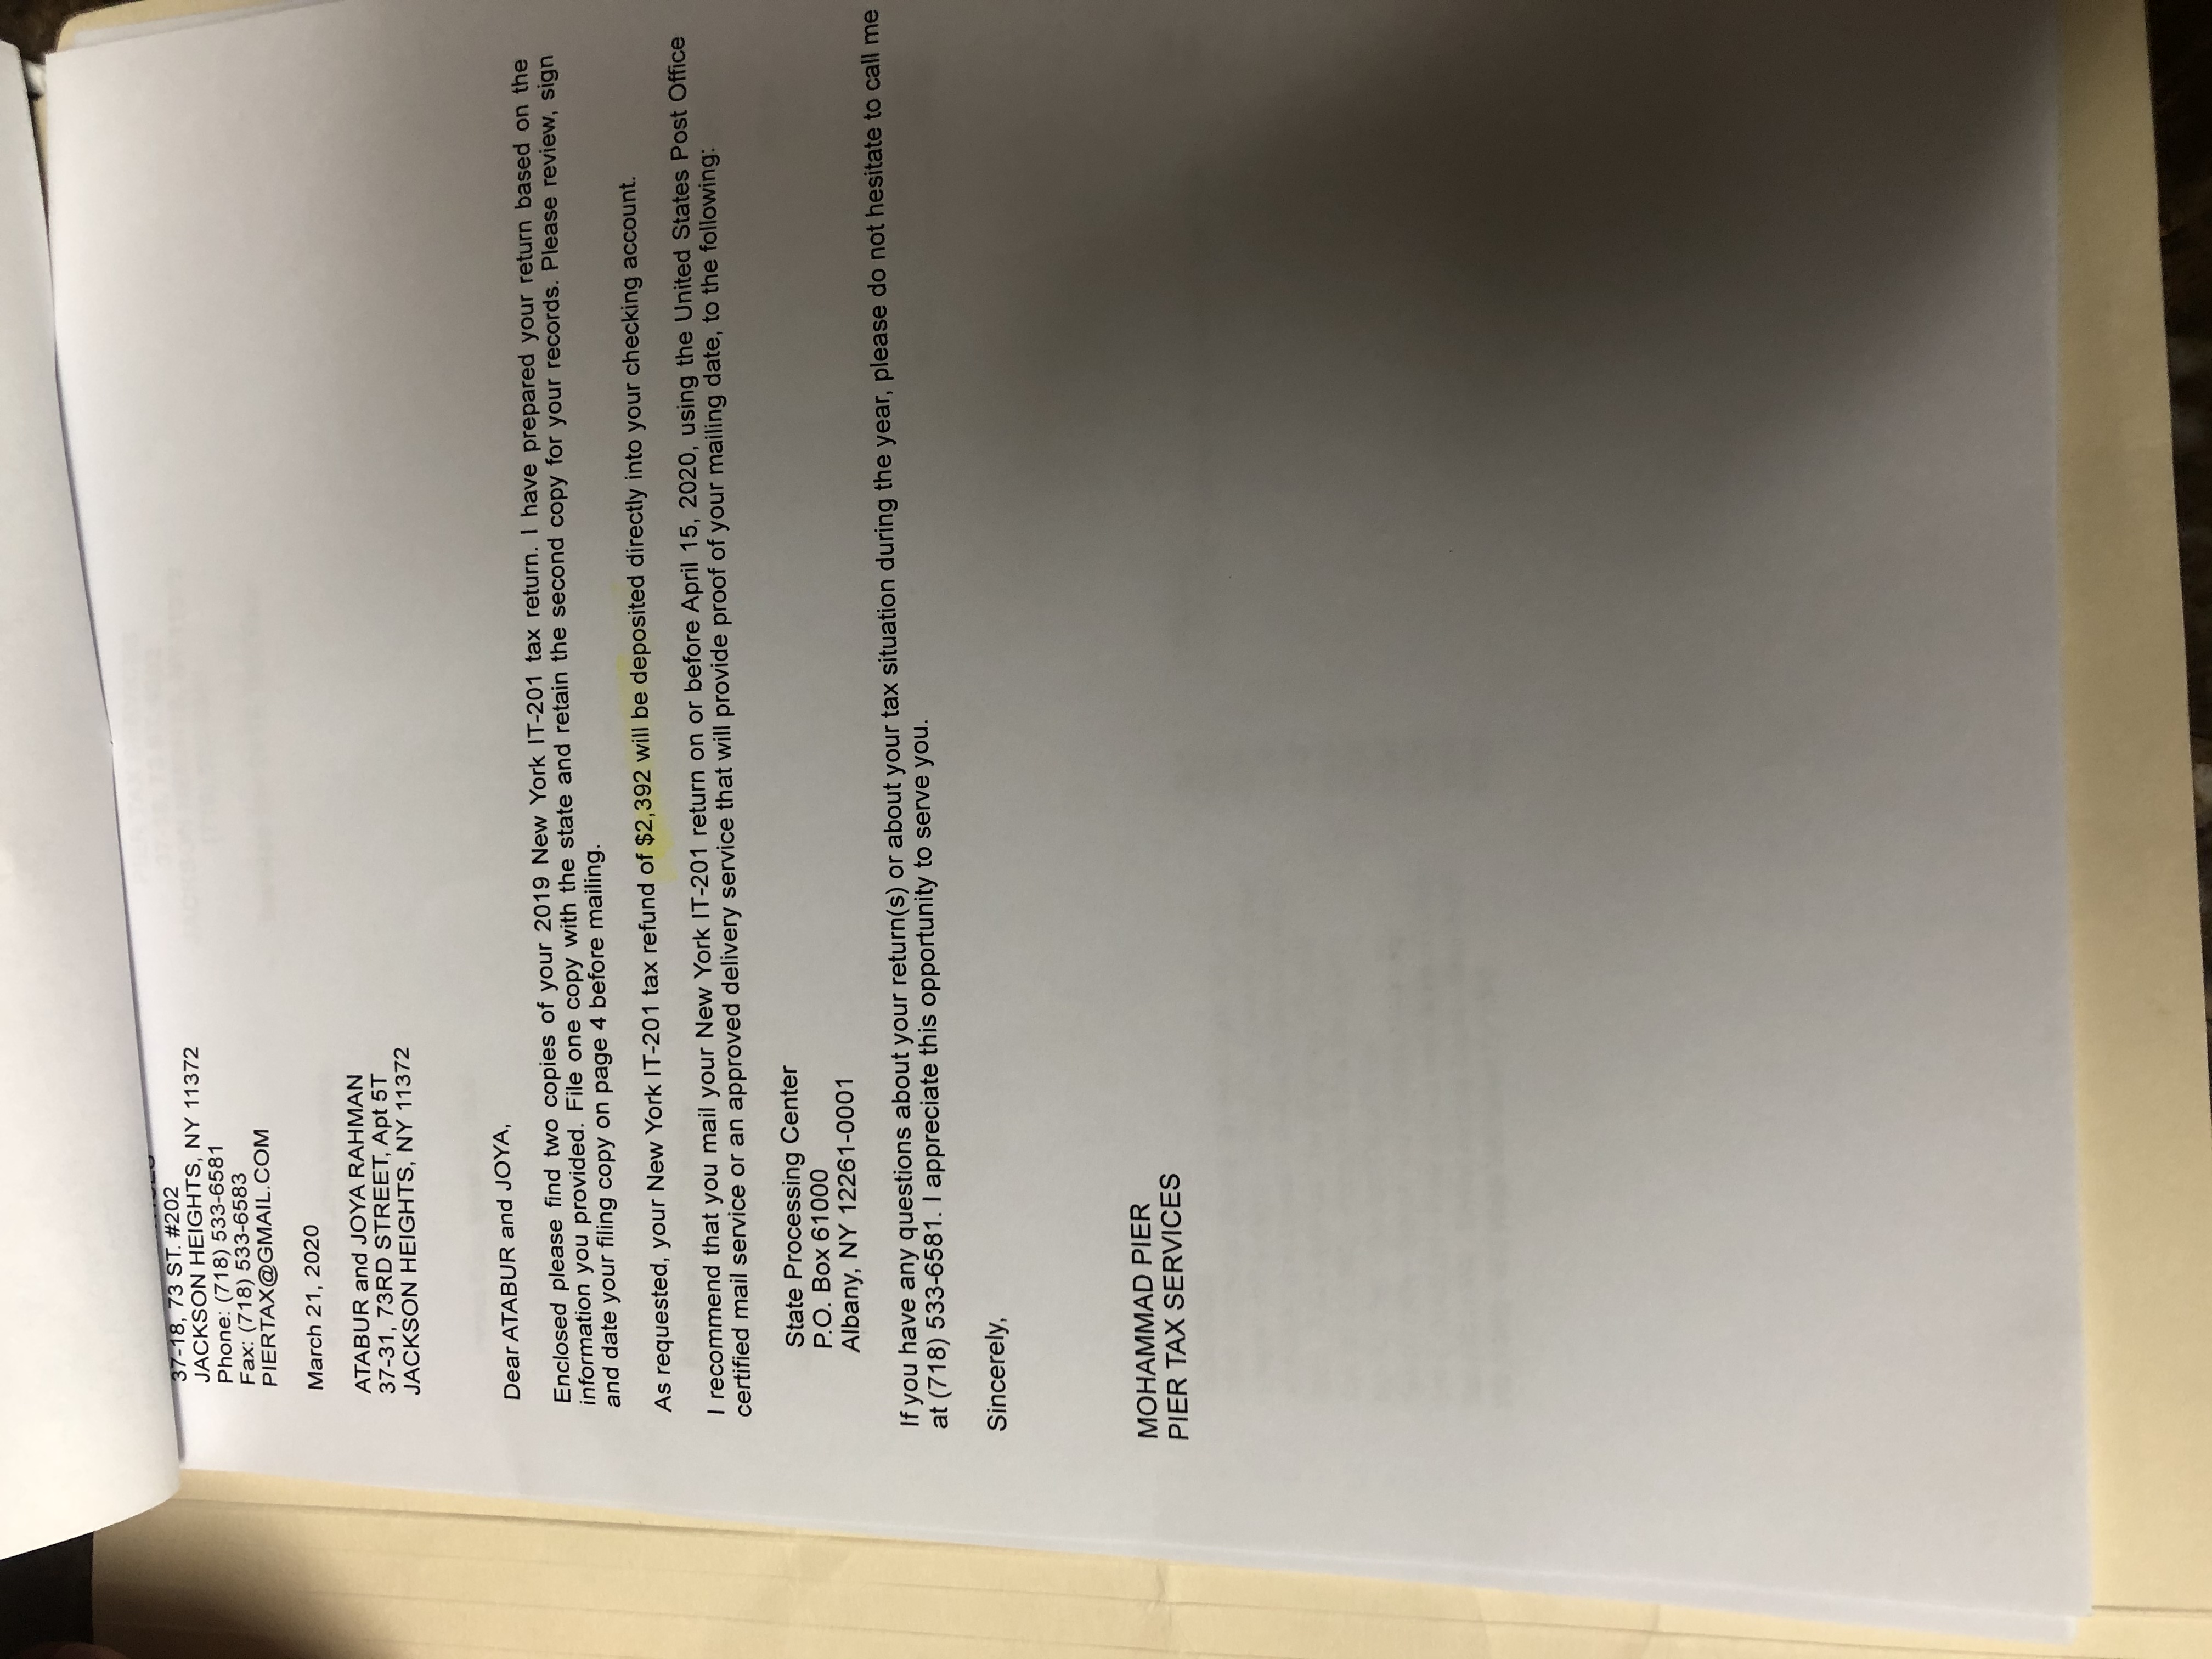 37-18, 73 ST. #202
JACKSON HEIGHTS, NY 11372
Phone: (718) 533-6581
Fax: (718) 533-6583
PIERTAX@GMAIL.COM
March 21, 2020
ATABUR and JOYA RAHMAN
37-31, 73RD STREET, Apt 5T
JACKSON HEIGHTS, NY 11372
Dear ATABUR and JOYA,
Enclosed please find two copies of your 2019 New York IT-201 tax return. I have prepared your return based on the
information you provided. File one copy with the state and retain the second copy for your records. Please review, sign
and date your filing copy on page 4 before mailing.
As requested, your New York IT-201 tax refund of $2,392 will be deposited directly into your checking account.
I recommend that you mail your New York IT-201 return on or before April 15, 2020, using the United States Post Office
certified mail service or an approved delivery service that will provide proof of your mailing date, to the following:
State Processing Center
P.O. Box 61000
Albany, NY 12261-0001
If you have any questions about your return(s) or about your tax situation during the year, please do not hesitate to call me
at (718) 533-6581. I appreciate this opportunity to serve you.
Sincerely,
MOHAMMAD PIER
PIER TAX SERVICES